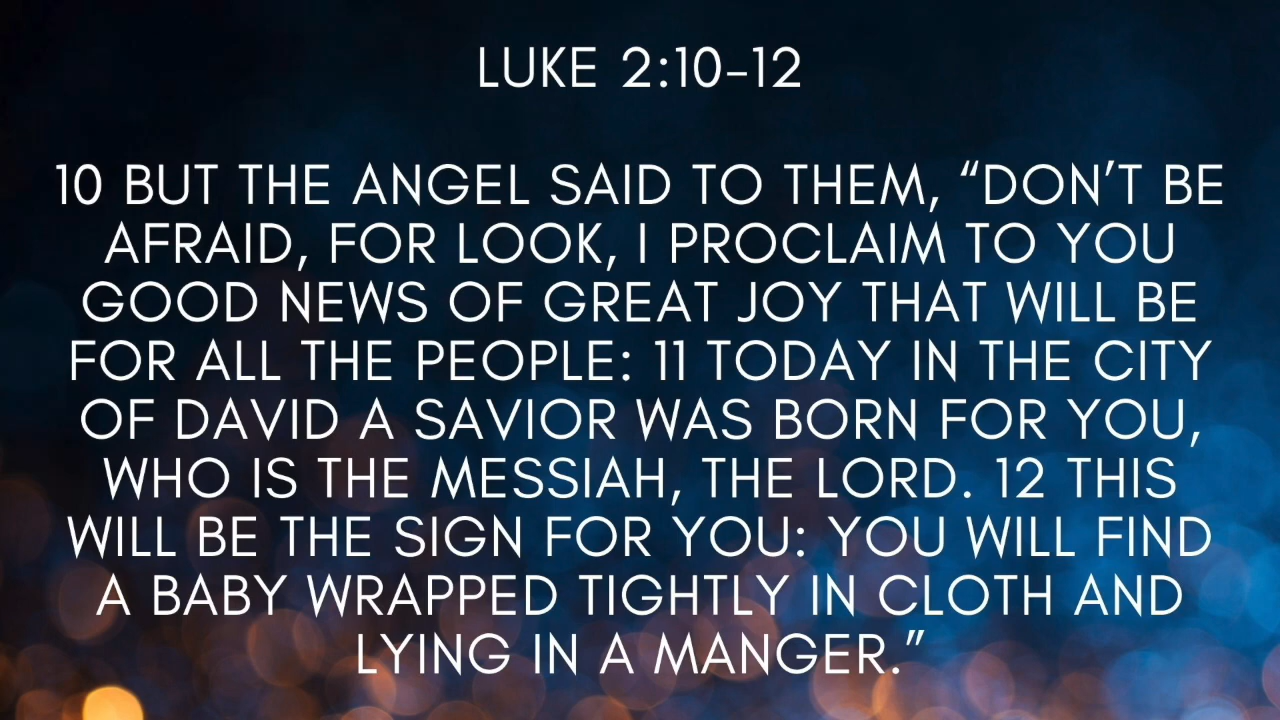 LUKE 2:10-12
10 BUT THE ANGEL SAID TO THEM, “DON’T BE
AFRAID, FOR LOOK, I PROCLAIM TO YOU
GOOD NEWS OF GREAT JOY THAT WILL BE
FOR ALL THE PEOPLE: 11 TODAY IN THE CITY
OF DAVID A SAVIOR WAS BORN FOR YOU,
WHO IS THE MESSIAH, THE LORD. 12 THIS
WILL BE THE SIGN FOR YOU: YOU WILL FIND
A BABY WRAPPED TIGHTLY IN CLOTH AND
LYING IN A MANGER.”